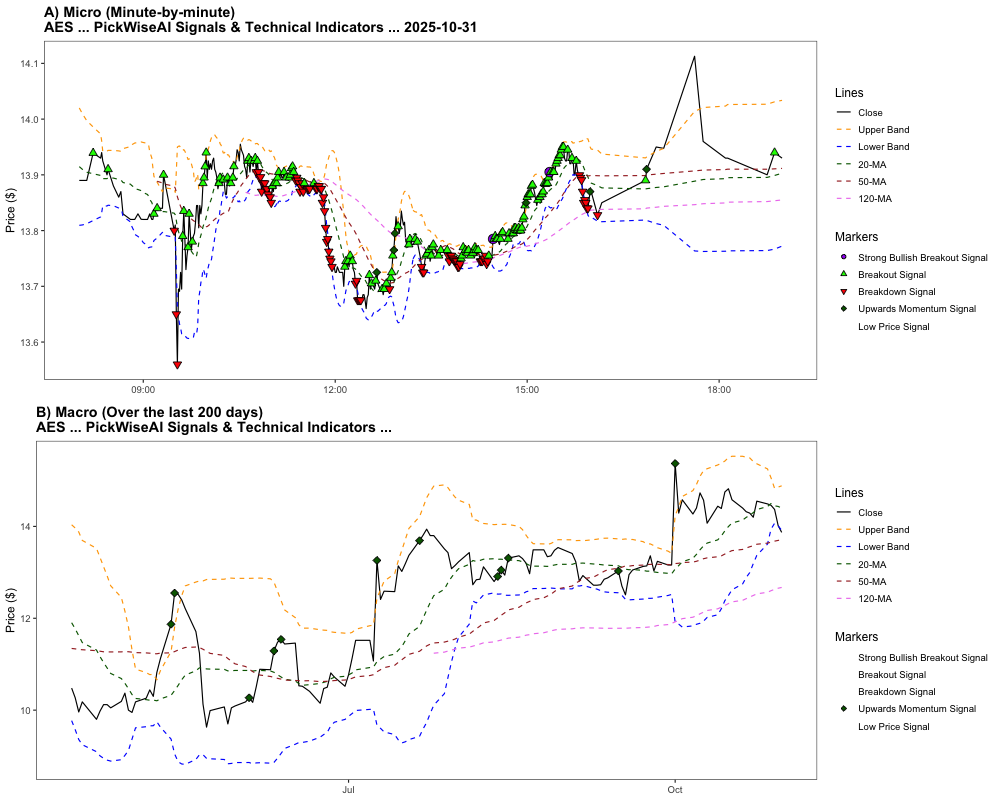 A) Micro (Minute-by-minute)
AES ... PickWiseAI Signals & Technical Indicators ... 2025-10-31
14.1
14.0
13.9
13.8
13.7
13.6
Price ($)
09:00
12:00
15:00
18:00
Lines
Close
Upper Band
Lower Band
20-MA
50-MA
120-MA
Markers
Strong Bullish Breakout Signal
Breakout Signal
Breakdown Signal
Upwards Momentum Signal
Low Price Signal
B) Macro (Over the last 200 days)
AES ... PickWiseAI Signals & Technical Indicators ...
14
12
10
Price ($)
Jul
Oct
Lines
Close
Upper Band
Lower Band
20-MA
50-MA
120-MA
Markers
Strong Bullish Breakout Signal
Breakout Signal
Breakdown Signal
Upwards Momentum Signal
Low Price Signal